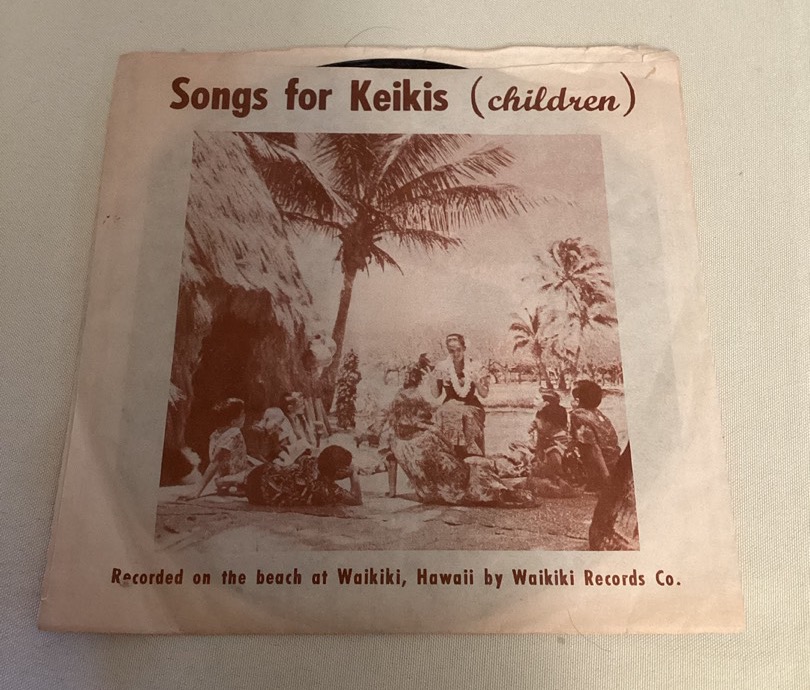 Songs for Keikis (children)
Recorded on the beach at Waikiki, Hawaii by Waikiki Records Co.